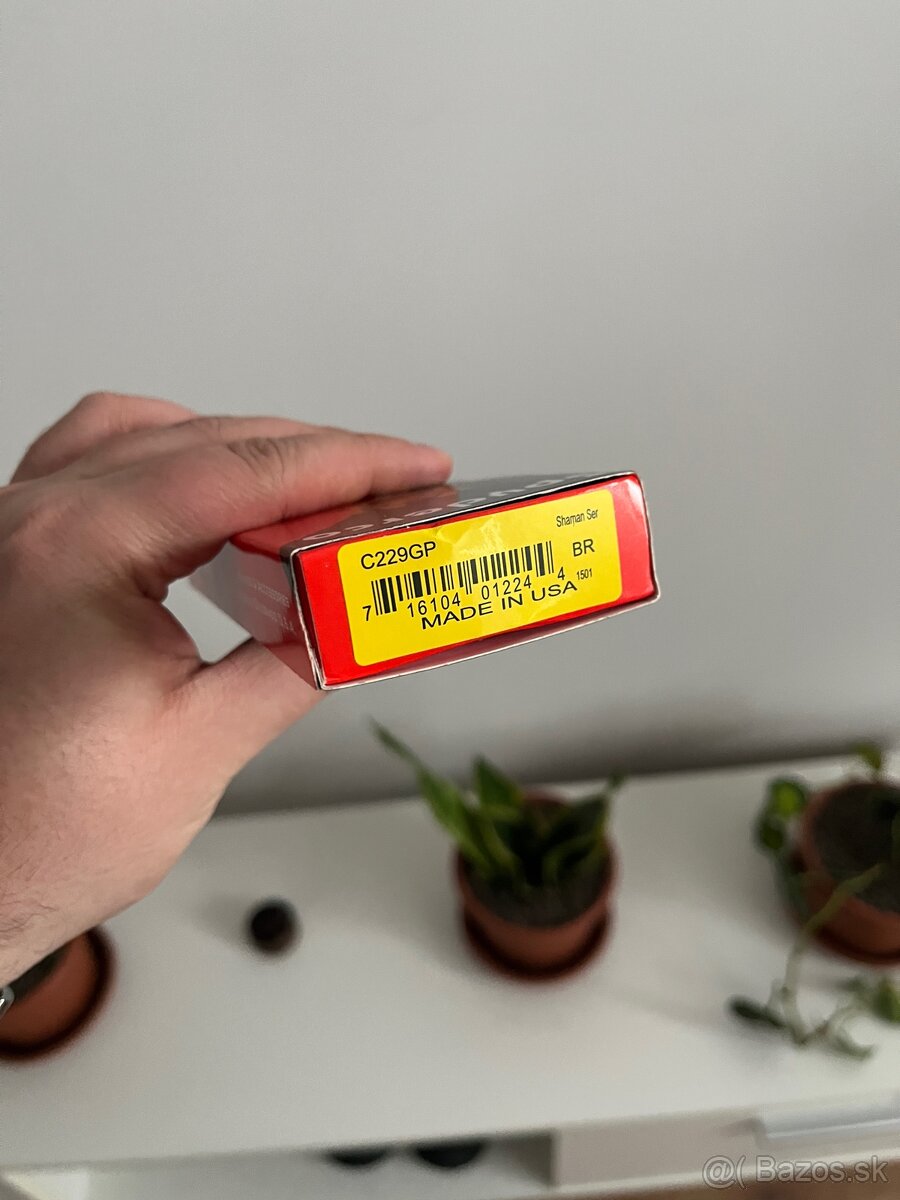 Shaman Ser
C229GP
BR
7 16104 01224 4
1501
MADE IN USA
@( Bazos.sk